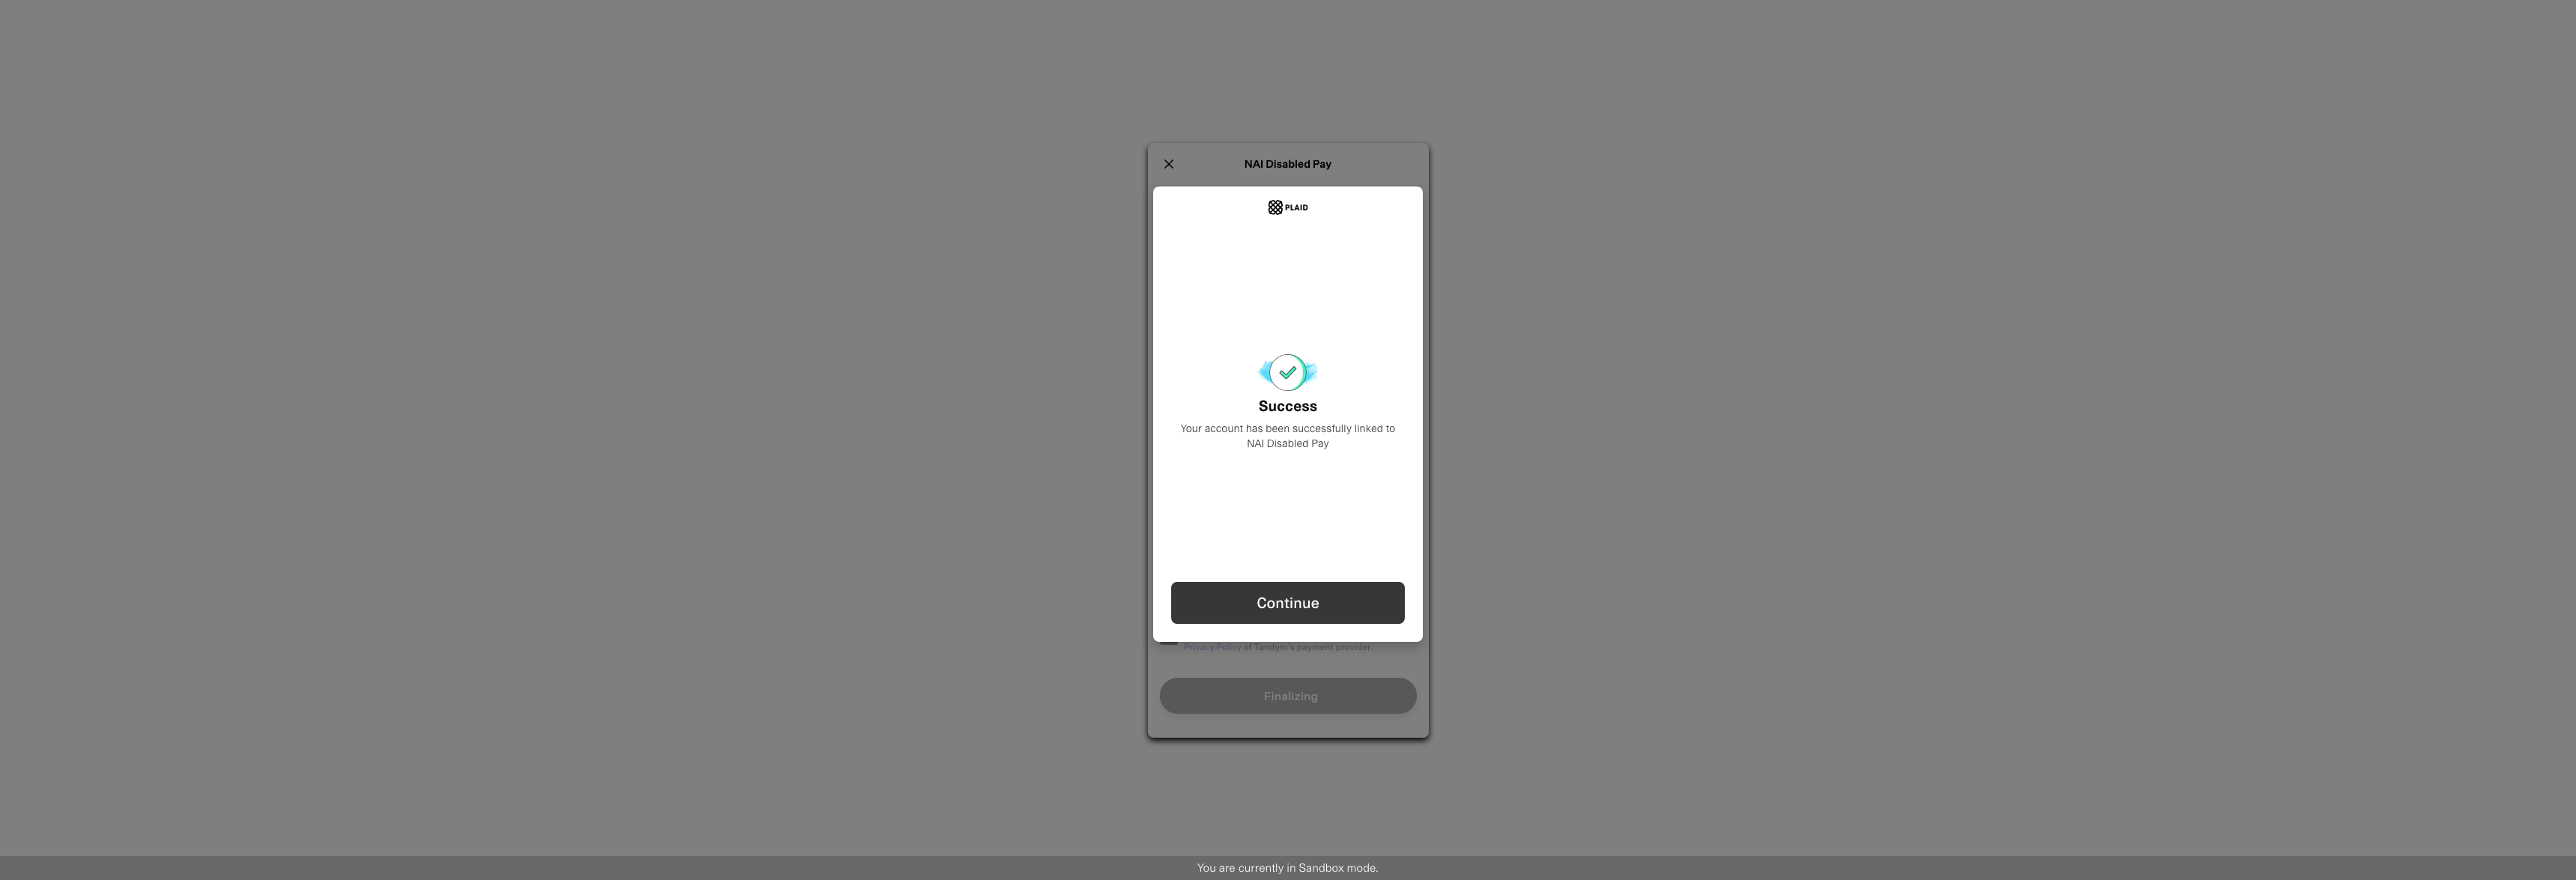 NAI Disabled Pay
PLAID
Success
Your account has been successfully linked to
NAI Disabled Pay
Continue
Privacy Policy of Tandym's payment provider.
Finalizing
You are currently in Sandbox mode.